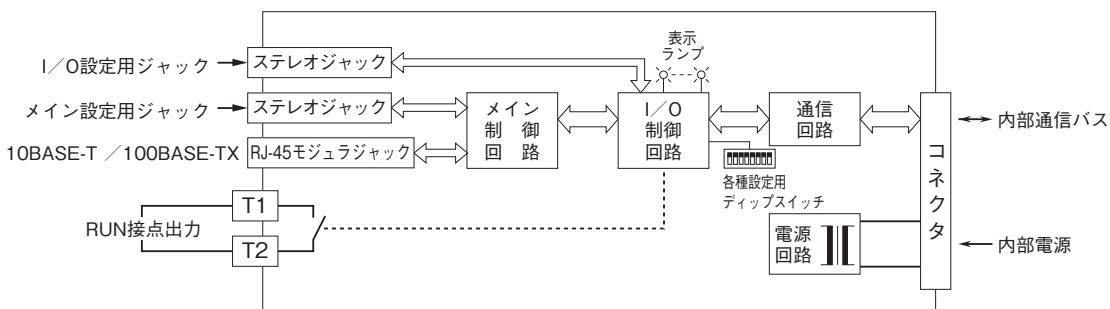 表示
ランプ
I/O設定用ジャック
ステレオジャック
メイン設定用ジャック
ステレオジャック
メイン
制 御
回 路
I/O
制御
回路
通信
回路
コネクタ
内部通信バス
10BASE-T /100BASE-TX
RJ-45モジュラジャック
各種設定用
ディップスイッチ
T1
RUN接点出力
T2
電源
回路
内部電源